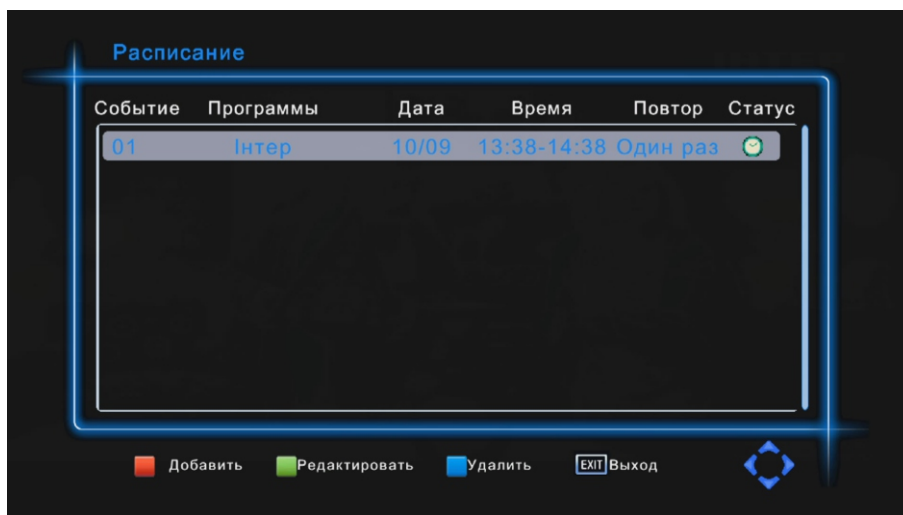 Расписание
Событие Программы Дата Время Повтор Статус
01 Інтер 10/09 13:38-14:38 Один раз
Добавить Редактировать Удалить EXIT Выход